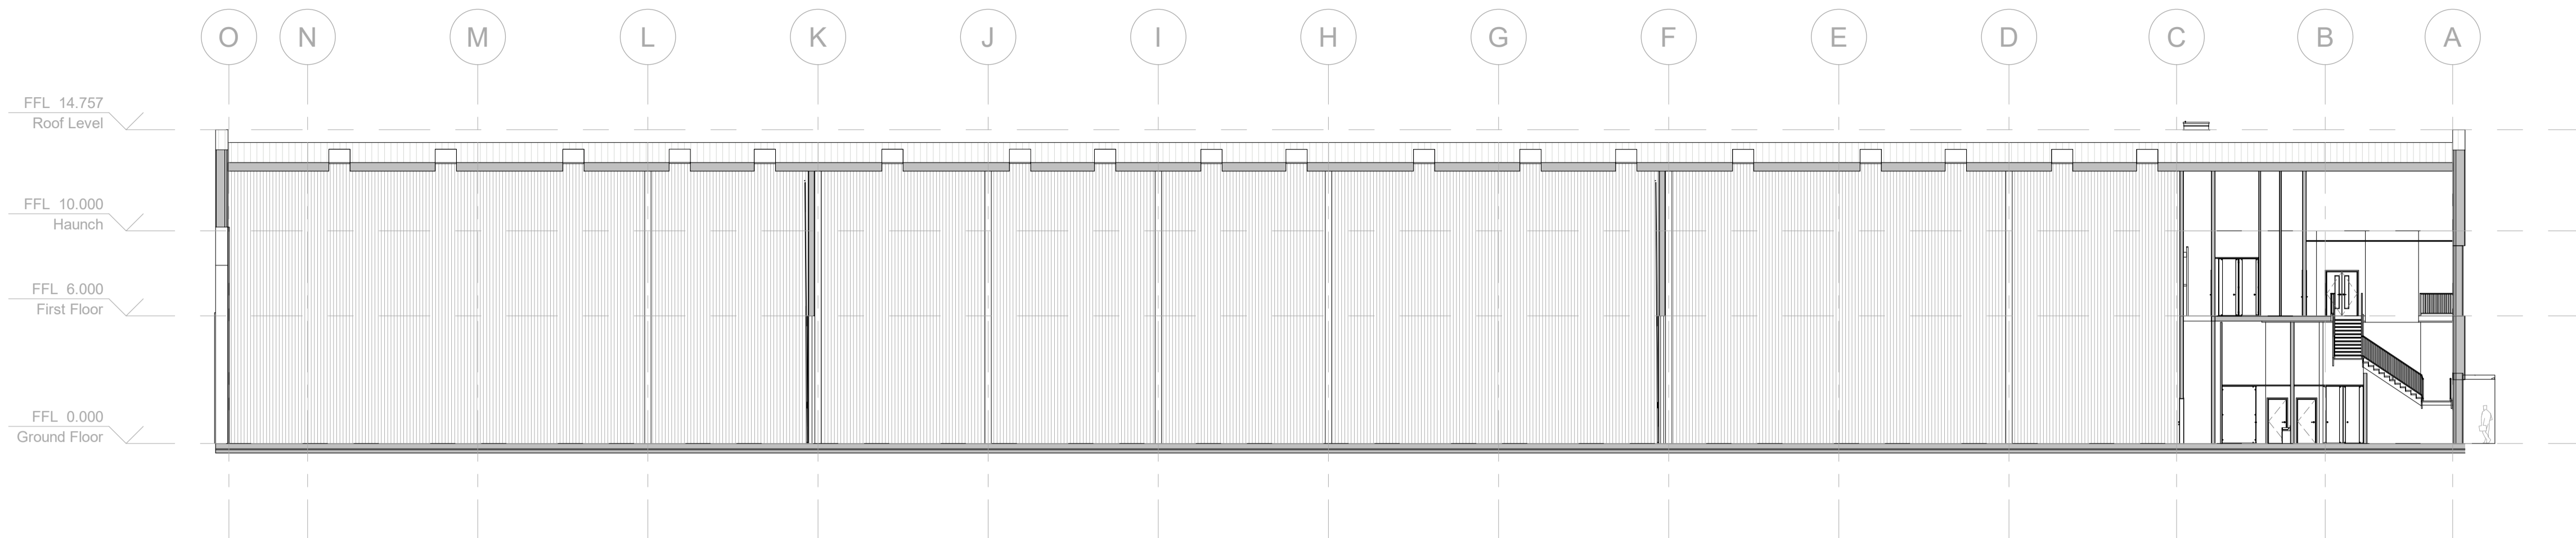 O N M L K J I H G F E D C B A
FFL 14.757
Roof Level
FFL 10.000
Haunch
FFL 6.000
First Floor
FFL 0.000
Ground Floor